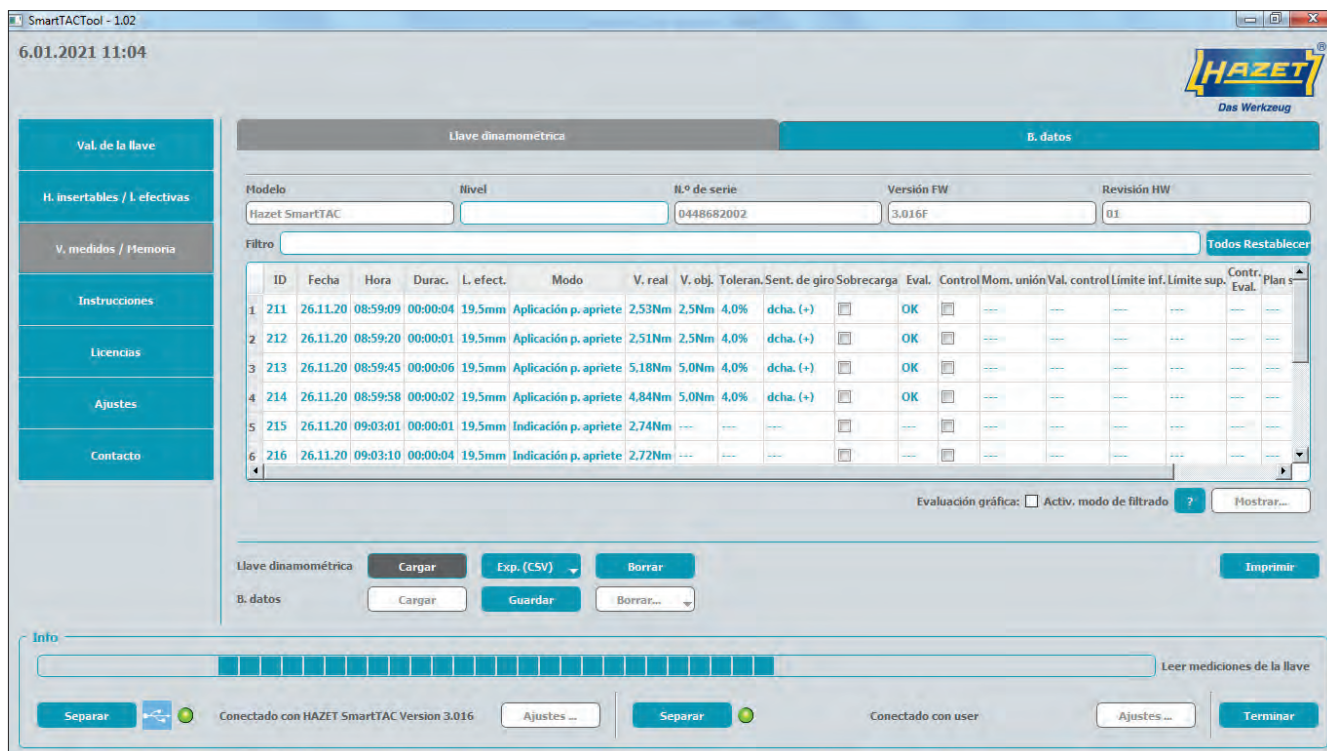 SmartTACTool - 1.02
6.01.2021 11:04
HAZET ®
Das Werkzeug
Val. de la llave
H. insertables / l. efectivas
V. medidos / Memoria
Instrucciones
Licencias
Ajustes
Contacto
Llave dinamométrica B. datos
Modelo Nivel N.º de serie Versión FW Revisión HW
Hazet SmartTAC 0448682002 3.016F 01
Filtro Todos Restablecer
ID Fecha Hora Durac. L. efect. Modo V. real V. obj. Toleran. Sent. de giro Sobrecarga Eval. Control Mom. unión Val. control Límite inf. Límite sup. Contr. Eval. Plan s
1 211 26.11.20 08:59:09 00:00:04 19.5mm Aplicación p. apriete 2,53Nm 2,5Nm 4,0% dcha. (+) OK --- --- --- --- --- ---
2 212 26.11.20 08:59:20 00:00:01 19.5mm Aplicación p. apriete 2,51Nm 2,5Nm 4,0% dcha. (+) OK --- --- --- --- --- ---
3 213 26.11.20 08:59:45 00:00:06 19.5mm Aplicación p. apriete 5,18Nm 5,0Nm 4,0% dcha. (+) OK --- --- --- --- --- ---
4 214 26.11.20 08:59:58 00:00:02 19.5mm Aplicación p. apriete 4,84Nm 5,0Nm 4,0% dcha. (+) OK --- --- --- --- --- ---
5 215 26.11.20 09:03:01 00:00:01 19.5mm Indicación p. apriete 2,74Nm --- --- --- --- --- --- --- --- --- ---
6 216 26.11.20 09:03:10 00:00:04 19.5mm Indicación p. apriete 2,72Nm --- --- --- --- --- --- --- --- --- ---
Evaluación gráfica: Activ. modo de filtrado ? Mostrar...
Llave dinamométrica Cargar Exp. (CSV) Borrar Imprimir
B. datos Cargar Guardar Borrar...
Info
Leer mediciones de la llave
Separar Conectado con HAZET SmartTAC Version 3.016 Ajustes ... Separar Conectado con user Ajustes ... Terminar